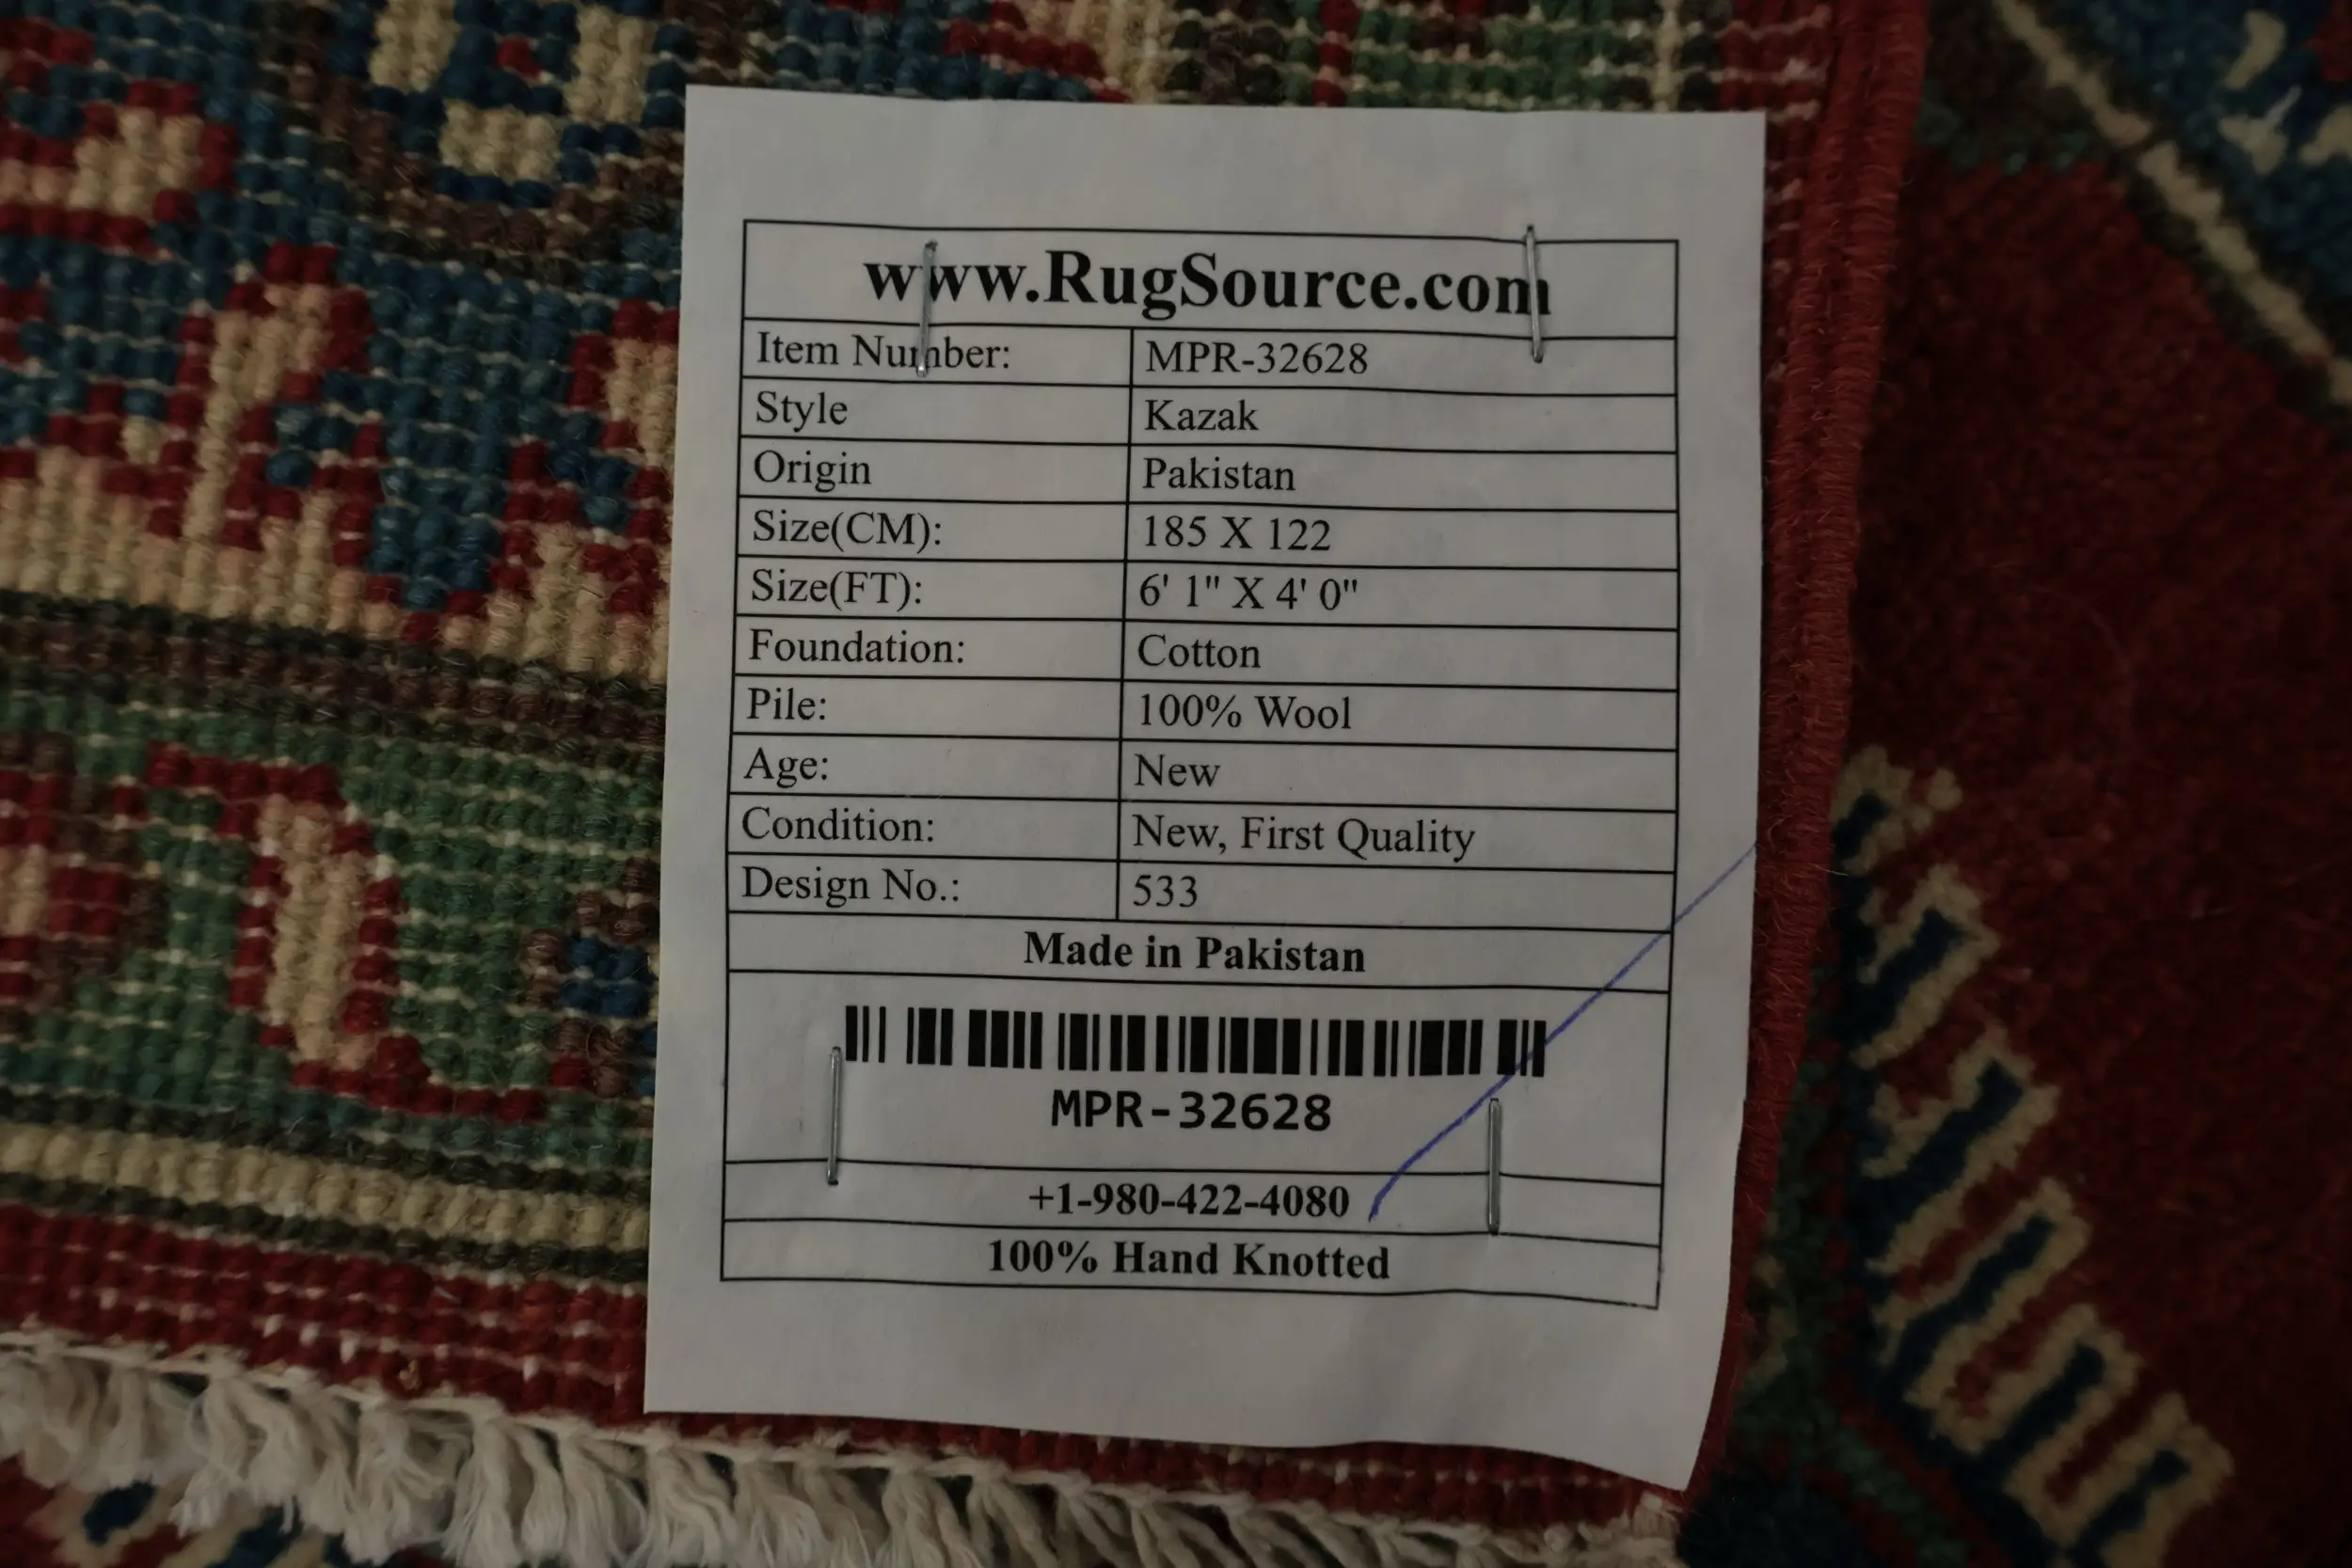 www.RugSource.com
Item Number: MPR-32628
Style Kazak
Origin Pakistan
Size(CM): 185 X 122
Size(FT): 6' 1" X 4' 0"
Foundation: Cotton
Pile: 100% Wool
Age: New
Condition: New, First Quality
Design No.: 533
Made in Pakistan
MPR-32628
+1-980-422-4080
100% Hand Knotted